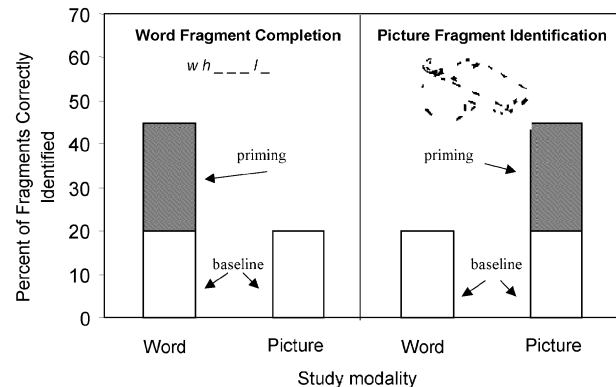 Percent of Fragments Correctly
Identified
70
60
50
40
30
20
10
0
Word Fragment Completion
w h _ _ _ l _
priming
baseline
Word
Picture
Picture Fragment Identification
priming
baseline
Word
Picture
Study modality